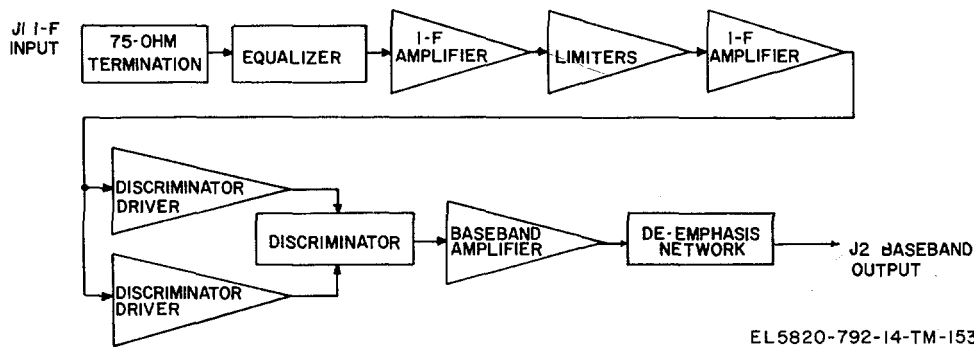 J1 I-F
INPUT
75-OHM
TERMINATION
EQUALIZER
I-F
AMPLIFIER
LIMITERS
I-F
AMPLIFIER
DISCRIMINATOR
DRIVER
DISCRIMINATOR
DRIVER
DISCRIMINATOR
BASEBAND
AMPLIFIER
DE-EMPHASIS
NETWORK
J2 BASEBAND
OUTPUT
EL5820-792-14-TM-153